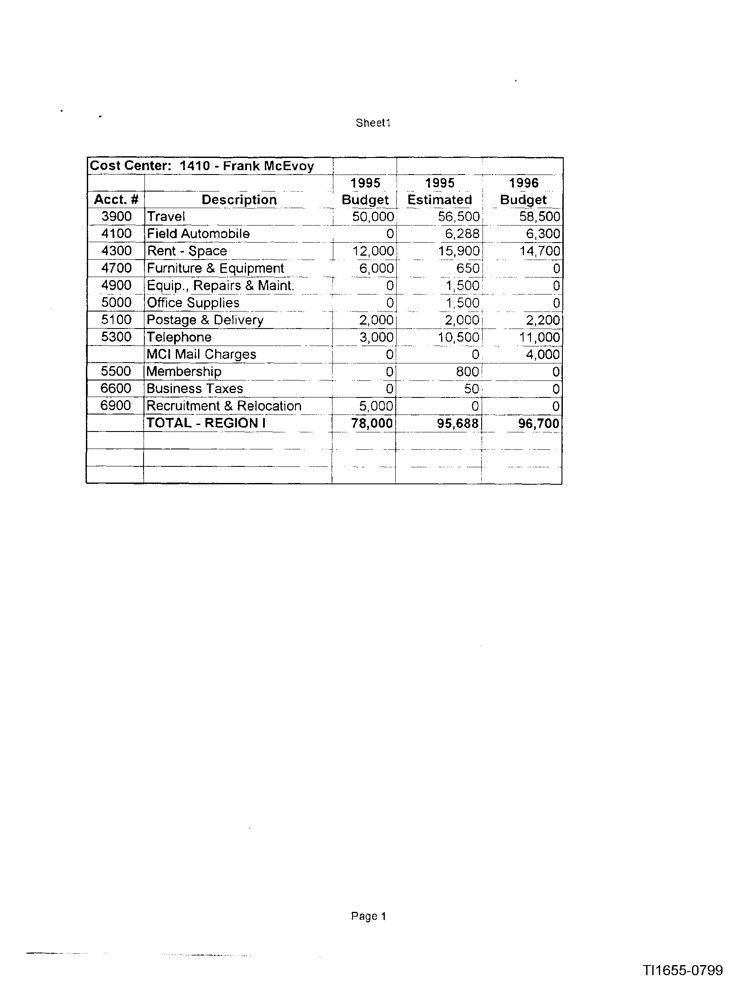 Sheet1
Cost Center: 1410 - Frank McEvoy
1995 1995 1996
Acct. # Description Budget Estimated Budget
3900 Travel 50,000 56,500 58,500
4100 Field Automobile 0 6,288 6,300
4300 Rent - Space 12,000 15,900 14,700
4700 Furniture & Equipment 6,000 650 0
4900 Equip., Repairs & Maint. 0 1,500 0
5000 Office Supplies 0 1,500 0
5100 Postage & Delivery 2,000 2,000 2,200
5300 Telephone 3,000 10,500 11,000
MCI Mail Charges 0 0 4,000
5500 Membership 0 800 0
6600 Business Taxes 0 50 0
6900 Recruitment & Relocation 5,000 0 0
TOTAL - REGION I 78,000 95,688 96,700
Page 1
TI1655-0799